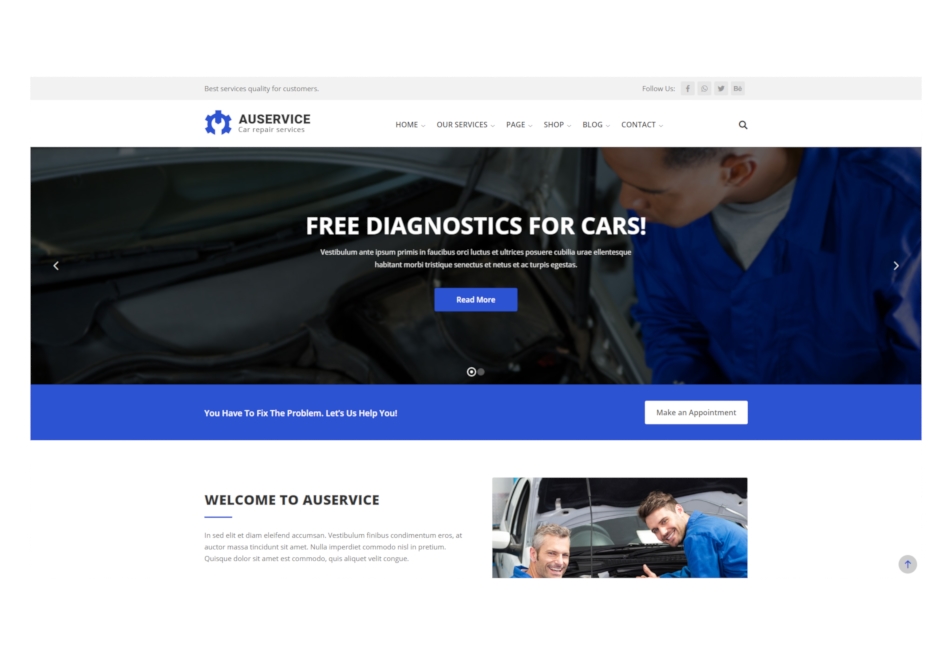 Best services quality for customers.
Follow Us:
AUSERVICE
Car repair services
HOME OUR SERVICES PAGE SHOP BLOG CONTACT
FREE DIAGNOSTICS FOR CARS!
Vestibulum ante ipsum primis in faucibus orci luctus et ultrices posuere cubilia urae ellentesque
habitant morbi tristique senectus et netus et ac turpis egestas.
Read More
You Have To Fix The Problem. Let's Us Help You!
Make an Appointment
WELCOME TO AUSERVICE
In sed elit et diam eleifend accumsan. Vestibulum finibus condimentum eros, at
auctor massa tincidunt sit amet. Nulla imperdiet commodo nisl in pretium.
Quisque dolor sit amet est commodo, quis aliquet velit congue.